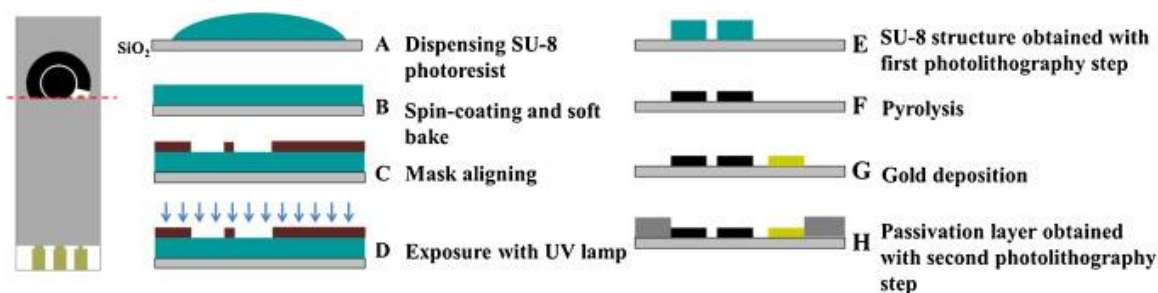 SiO2
A Dispensing SU-8
photoresist
B Spin-coating and soft
bake
C Mask aligning
D Exposure with UV lamp
E SU-8 structure obtained with
first photolithography step
F Pyrolysis
G Gold deposition
H Passivation layer obtained
with second photolithography
step